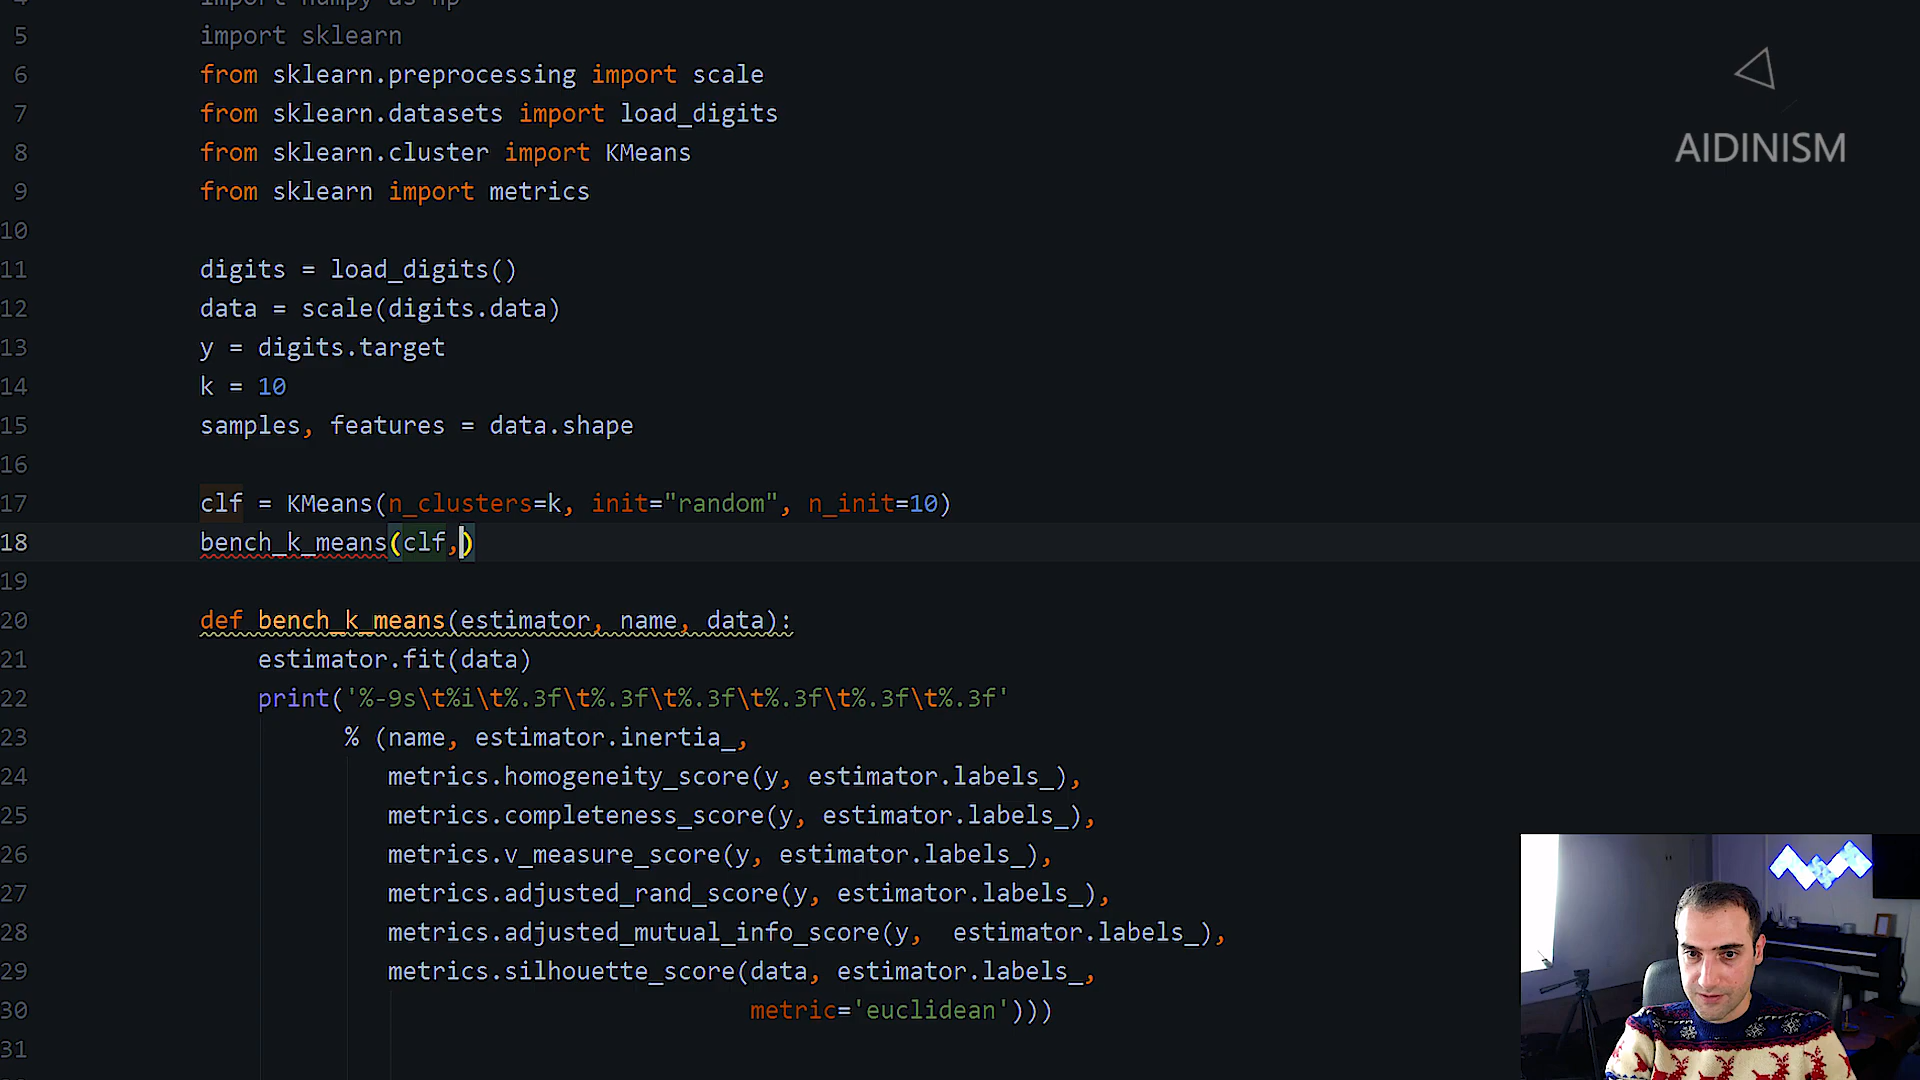 4 import numpy as np
5 import sklearn
6 from sklearn.preprocessing import scale
7 from sklearn.datasets import load_digits
8 from sklearn.cluster import KMeans
9 from sklearn import metrics
10
11 digits = load_digits()
12 data = scale(digits.data)
13 y = digits.target
14 k = 10
15 samples, features = data.shape
16
17 clf = KMeans(n_clusters=k, init="random", n_init=10)
18 bench_k_means(clf,)
19
20 def bench_k_means(estimator, name, data):
21 estimator.fit(data)
22 print('%-9s\t%i\t%.3f\t%.3f\t%.3f\t%.3f\t%.3f\t%.3f'
23 % (name, estimator.inertia_,
24 metrics.homogeneity_score(y, estimator.labels_),
25 metrics.completeness_score(y, estimator.labels_),
26 metrics.v_measure_score(y, estimator.labels_),
27 metrics.adjusted_rand_score(y, estimator.labels_),
28 metrics.adjusted_mutual_info_score(y,  estimator.labels_),
29 metrics.silhouette_score(data, estimator.labels_,
30 metric='euclidean')))
31
AIDINISM